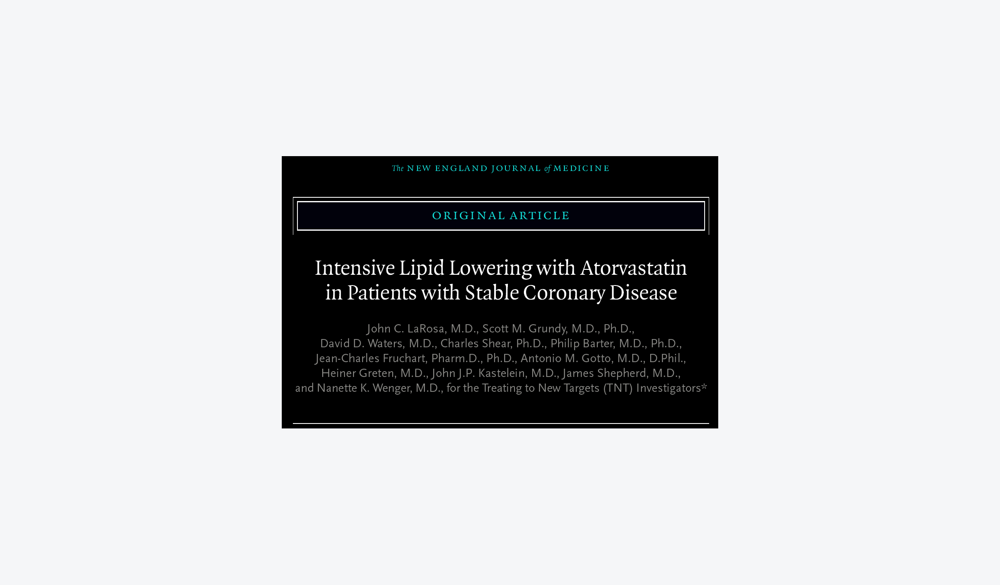 The NEW ENGLAND JOURNAL of MEDICINE
ORIGINAL ARTICLE
Intensive Lipid Lowering with Atorvastatin
in Patients with Stable Coronary Disease
John C. LaRosa, M.D., Scott M. Grundy, M.D., Ph.D.,
David D. Waters, M.D., Charles Shear, Ph.D., Philip Barter, M.D., Ph.D.,
Jean-Charles Fruchart, Pharm.D., Ph.D., Antonio M. Gotto, M.D., D.Phil.,
Heiner Greten, M.D., John J.P. Kastelein, M.D., James Shepherd, M.D.,
and Nanette K. Wenger, M.D., for the Treating to New Targets (TNT) Investigators*